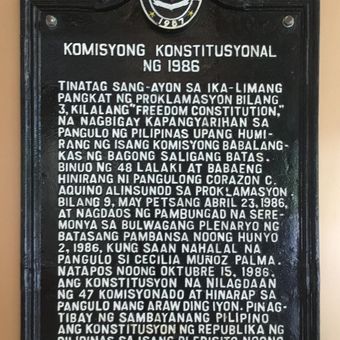 1967
KOMISYONG KONSTITUSYONAL
NG 1986
TINATAG SANG-AYON SA IKA-LIMANG
PANGKAT NG PROKLAMASYON BILANG
3, KILALANG "FREEDOM CONSTITUTION,"
NA NAGBIGAY KAPANGYARIHAN SA
PANGULO NG PILIPINAS UPANG HUMI-
RANG NG ISANG KOMISYONG BABALANG-
KAS NG BAGONG SALIGANG BATAS.
BINUO NG 48 LALAKI AT BABAENG
HINIRANG NI PANGULONG CORAZON C.
AQUINO ALINSUNOD SA PROKLAMASYON
BILANG 9, MAY PETSANG ABRIL 23, 1986,
AT NAGDAOS NG PAMBUNGAD NA SERE-
MONYA SA BULWAGANG PLENARYO NG
BATASANG PAMBANSA NOONG HUNYO
2, 1986, KUNG SAAN NAHALAL NA
PANGULO SI CECILIA MUÑOZ PALMA.
NATAPOS NOONG OKTUBRE 15, 1986,
ANG KONSTITUSYON NA NILAGDAAN
NG 47 KOMISYONADO AT HINARAP SA
PANGULO NANG ARAW DING IYON. PINAG-
TIBAY NG SAMBAYANANG PILIPINO
ANG KONSTITUSYON NG REPUBLIKA NG
PILIPINAS SA ISANG PLEBISITO NOONG